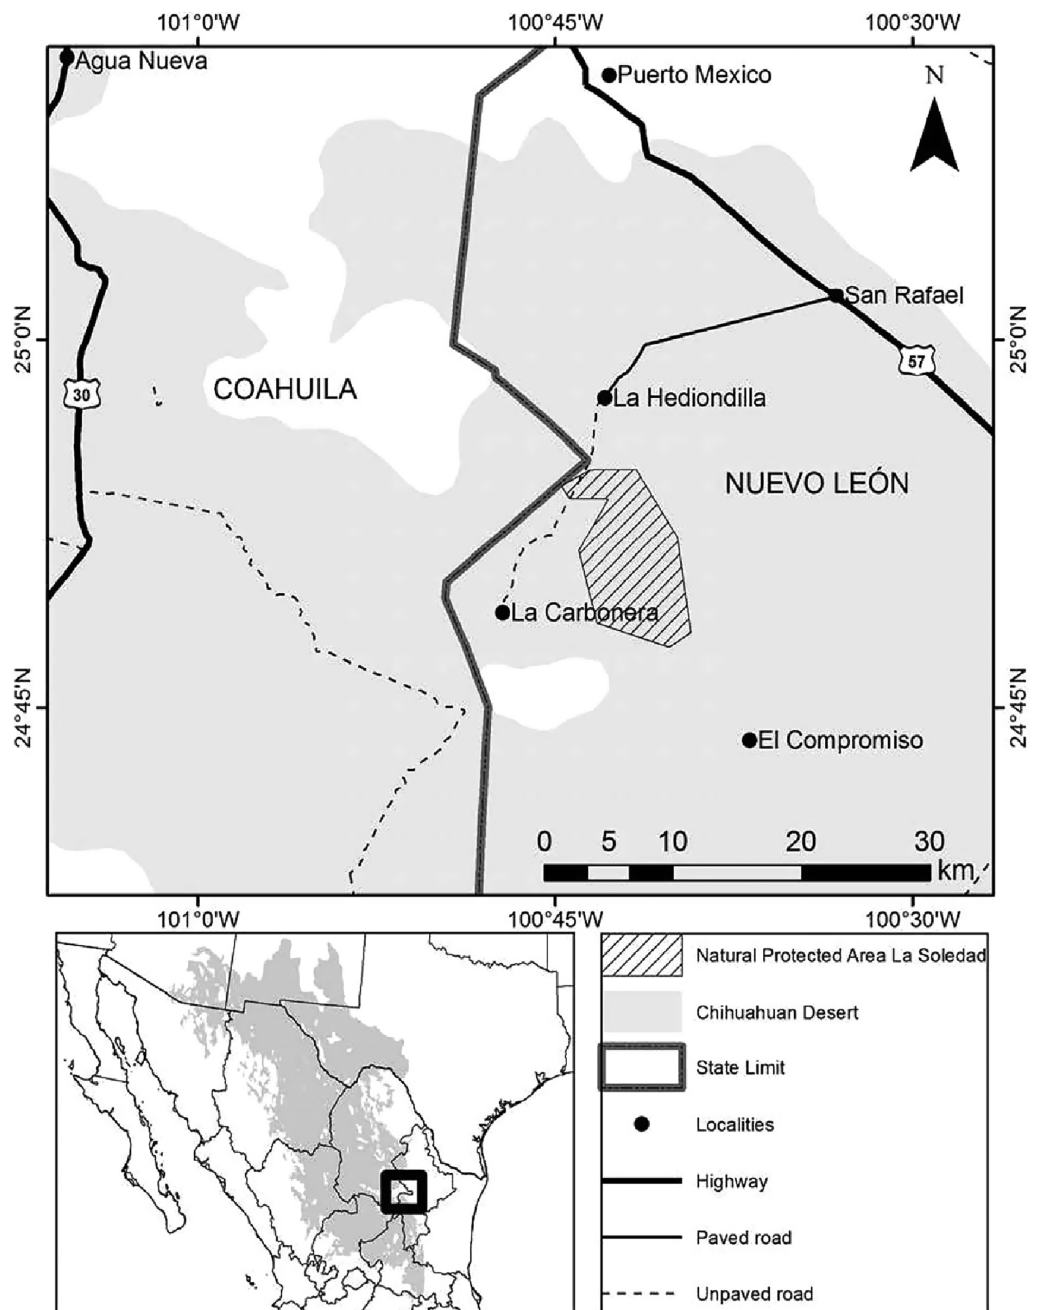 101°0'W 100°45'W 100°30'W
Agua Nueva
Puerto Mexico
N
San Rafael
25°0'N
25°0'N
57
30
COAHUILA
La Hediondilla
NUEVO LEÓN
La Carbonera
24°45'N
24°45'N
El Compromiso
0 5 10 20 30
km
101°0'W 100°45'W 100°30'W
Natural Protected Area La Soledad
Chihuahuan Desert
State Limit
Localities
Highway
Paved road
Unpaved road